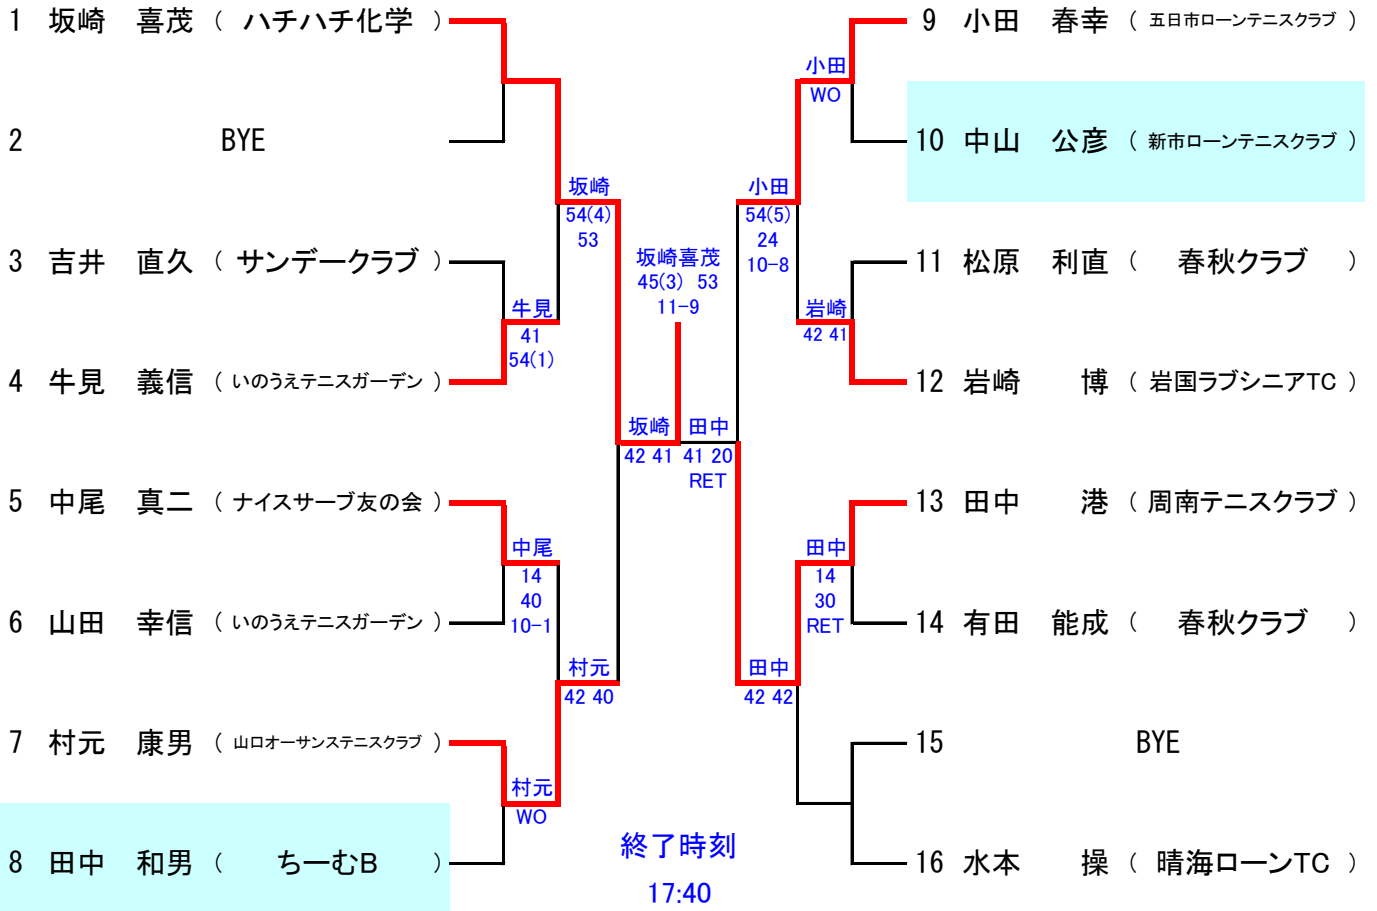 1 坂崎 喜茂 ( ハチハチ化学 )
2 BYE
3 吉井 直久 ( サンデークラブ )
4 牛見 義信 ( いのうえテニスガーデン )
5 中尾 真二 ( ナイスサーブ友の会 )
6 山田 幸信 ( いのうえテニスガーデン )
7 村元 康男 ( 山口オーサンステニスクラブ )
8 田中 和男 ( ちーむB )
牛見
41
54(1)
中尾
14
40
10-1
村元
WO
坂崎
54(4)
53
村元
42 40
坂崎
42 41
坂崎喜茂
45(3) 53
11-9
田中
41 20
RET
小田
54(5)
24
10-8
田中
42 42
小田
WO
岩崎
42 41
田中
14
30
RET
9 小田 春幸 ( 五日市ローンテニスクラブ )
10 中山 公彦 ( 新市ローンテニスクラブ )
11 松原 利直 ( 春秋クラブ )
12 岩崎 博 ( 岩国ラブシニアTC )
13 田中 港 ( 周南テニスクラブ )
14 有田 能成 ( 春秋クラブ )
15 BYE
16 水本 操 ( 晴海ローンTC )
終了時刻
17:40